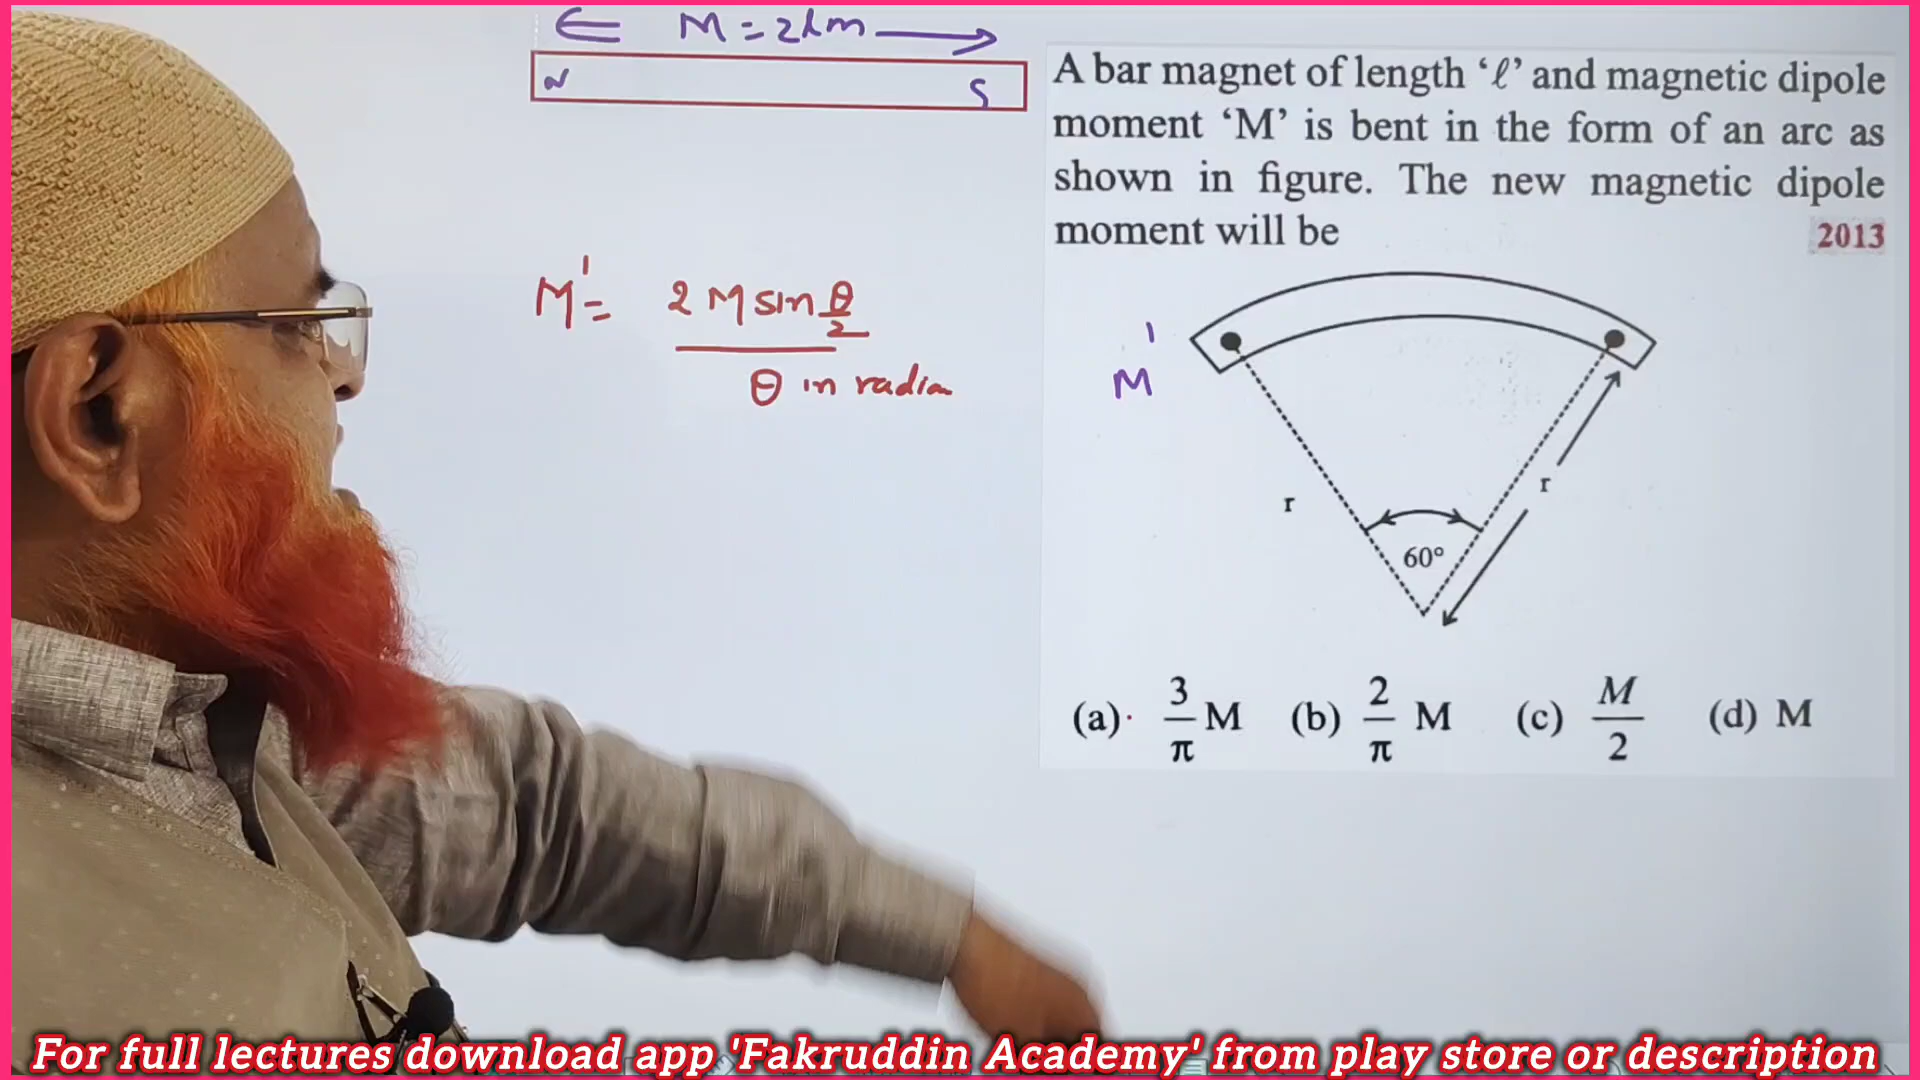 M = 2lm
N S
A bar magnet of length ‘ℓ’ and magnetic dipole
moment ‘M’ is bent in the form of an arc as
shown in figure. The new magnetic dipole
moment will be
2013
M' = 2 M sin θ/2
θ in radian
M'
r
r
60°
(a) 3/π M (b) 2/π M (c) M/2 (d) M
For full lectures download app 'Fakruddin Academy' from play store or description